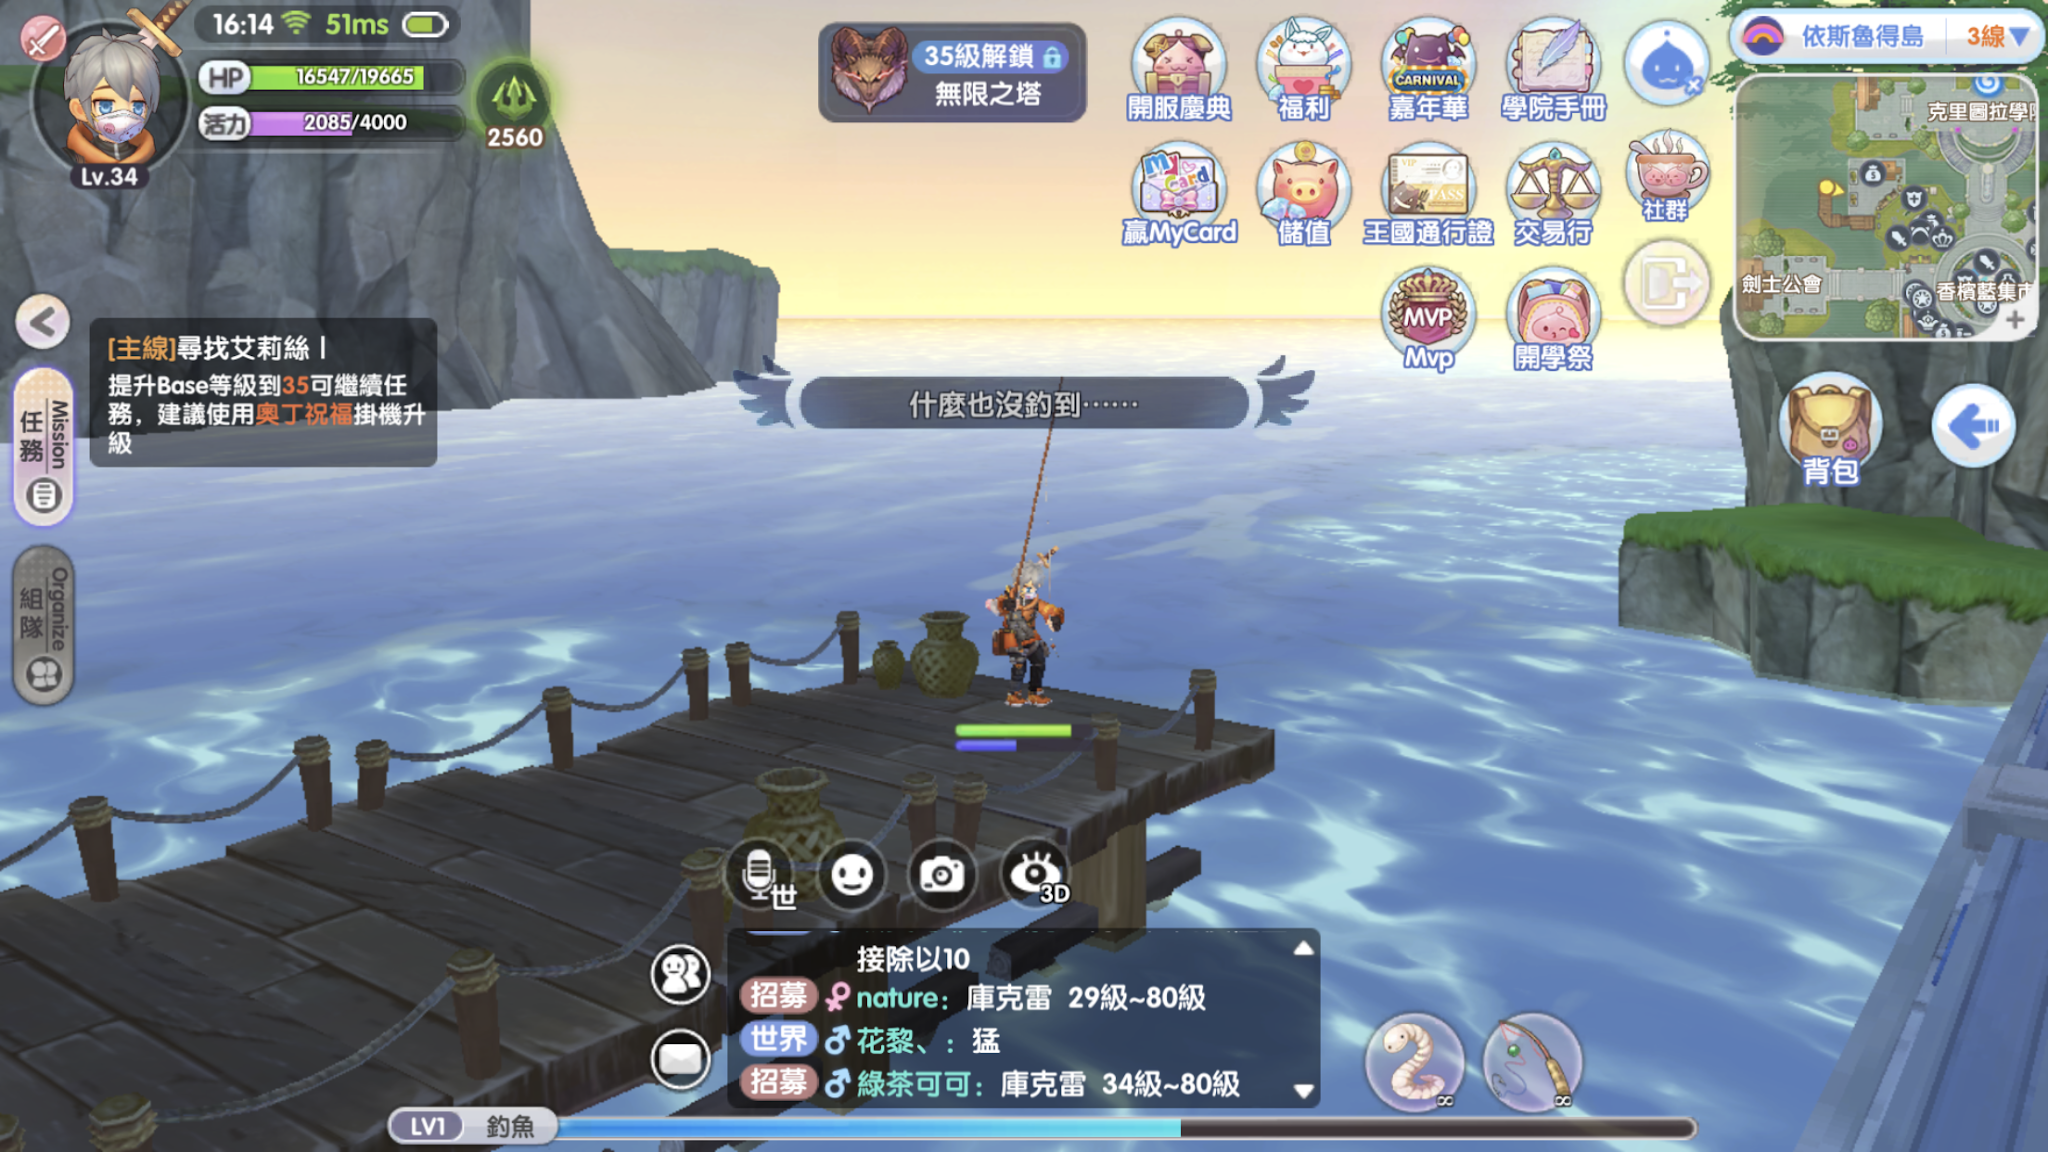 16:14 51ms
HP 16547/19665
活力 2085/4000
2560
Lv.34
35級解鎖
無限之塔
開服慶典
福利
CARNIVAL
嘉年華
學院手冊
依斯魯得島 3線
克里圖拉學
my Card
贏MyCard
儲值
VIP
PASS
王國通行證
交易行
社群
MVP
Mvp
開學祭
劍士公會
香檳藍集市
背包
[主線]尋找艾莉絲
提升Base等級到35可繼續任
務，建議使用奧丁祝福掛機升
級
任務 Mission
組隊 Organize
什麼也沒釣到……
世
3D
接除以10
招募 nature： 庫克雷 29級~80級
世界 花黎、： 猛
招募 綠茶可可： 庫克雷 34級~80級
LV1 釣魚